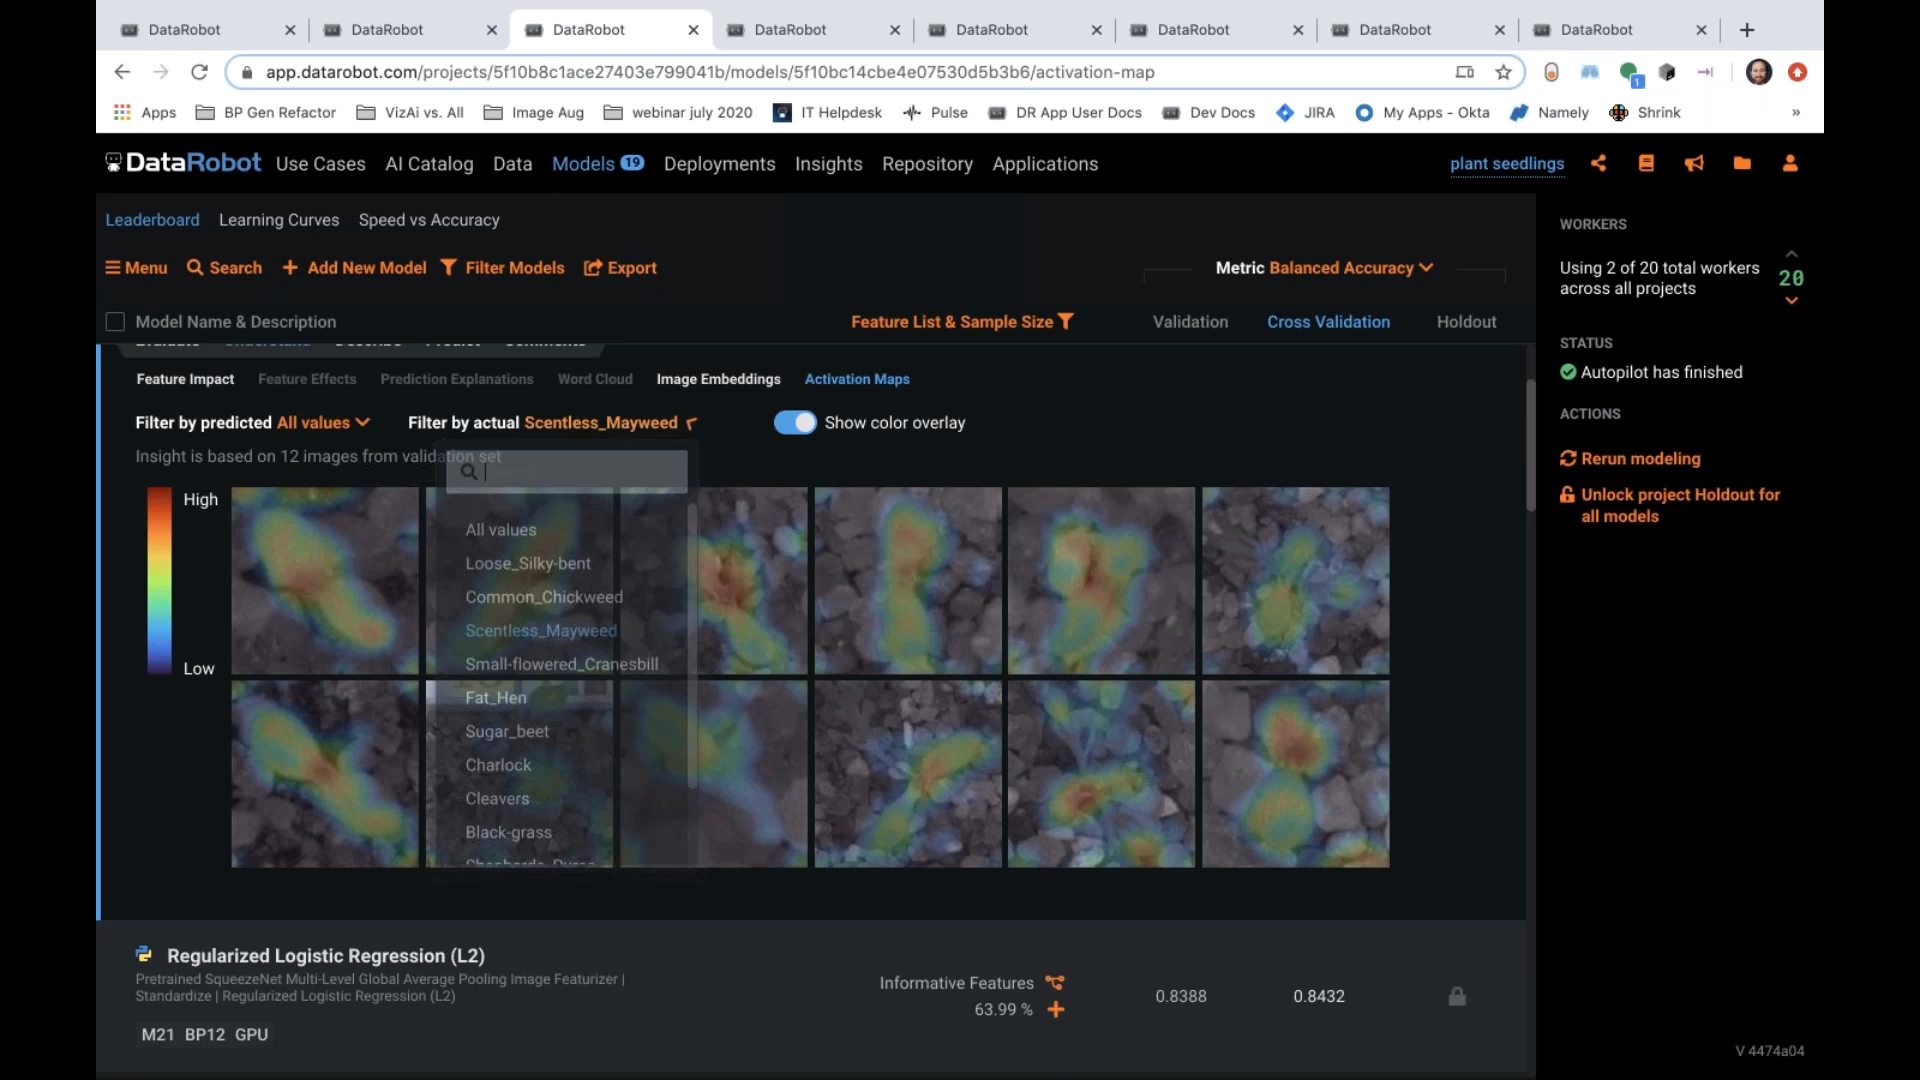 DataRobot DataRobot DataRobot DataRobot DataRobot DataRobot DataRobot DataRobot
app.datarobot.com/projects/5f10b8c1ace27403e799041b/models/5f10bc14cbe4e07530d5b3b6/activation-map
1
Apps BP Gen Refactor VizAi vs. All Image Aug webinar july 2020 IT Helpdesk Pulse DR App User Docs Dev Docs JIRA My Apps - Okta Namely Shrink »
DataRobot Use Cases AI Catalog Data Models 19 Deployments Insights Repository Applications plant seedlings
Leaderboard Learning Curves Speed vs Accuracy
Menu Search + Add New Model Filter Models Export Metric Balanced Accuracy
Model Name & Description Feature List & Sample Size Validation Cross Validation Holdout
Evaluate Understand Describe Predict Comments
Feature Impact Feature Effects Prediction Explanations Word Cloud Image Embeddings Activation Maps
Filter by predicted All values Filter by actual Scentless_Mayweed Show color overlay
Insight is based on 12 images from validation set
High
Low
All values
Loose_Silky-bent
Common_Chickweed
Scentless_Mayweed
Small-flowered_Cranesbill
Fat_Hen
Sugar_beet
Charlock
Cleavers
Black-grass
Regularized Logistic Regression (L2)
Pretrained SqueezeNet Multi-Level Global Average Pooling Image Featurizer |
Standardize | Regularized Logistic Regression (L2)
M21 BP12 GPU
Informative Features
63.99 % +
0.8388 0.8432
WORKERS
Using 2 of 20 total workers
across all projects
20
STATUS
Autopilot has finished
ACTIONS
Rerun modeling
Unlock project Holdout for
all models
V 4474a04